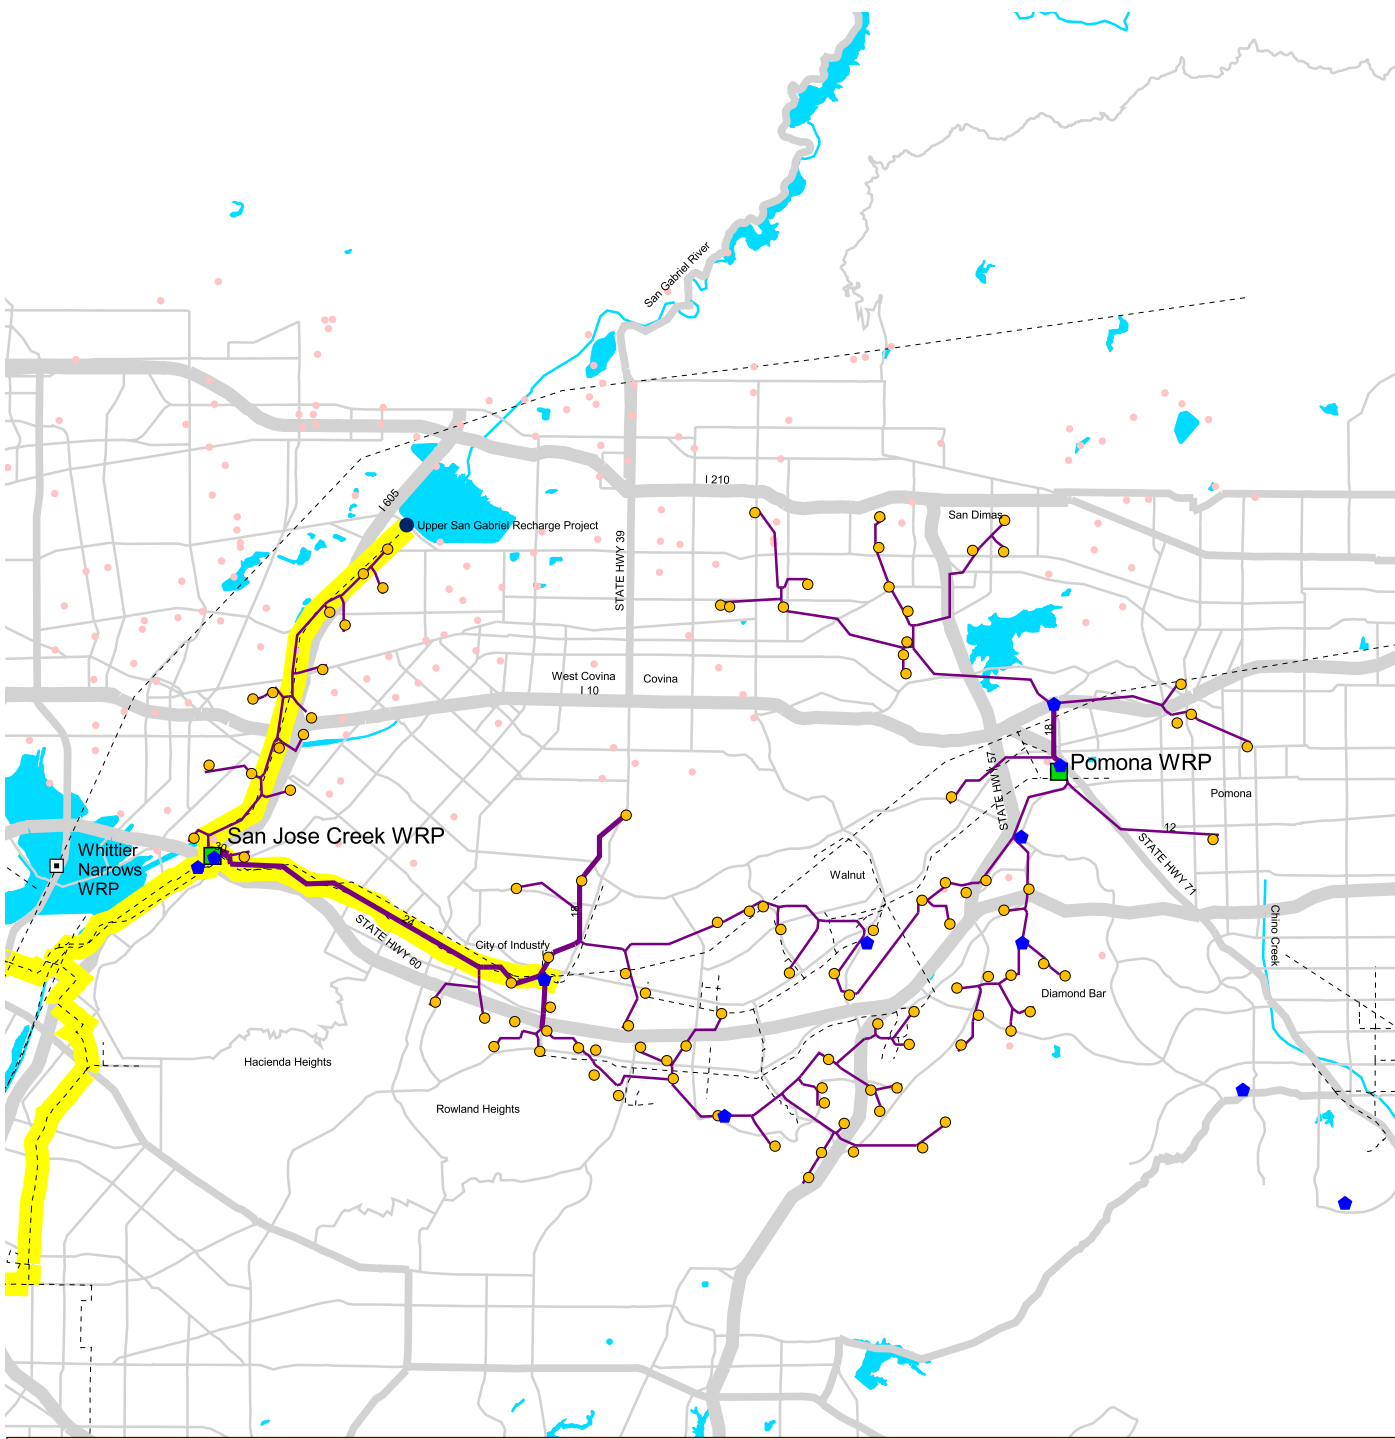 San Gabriel River
I 210
I 605
Upper San Gabriel Recharge Project
San Dimas
STATE HWY 39
West Covina
Covina
I 10
18
Pomona WRP
STATE HWY 57
Pomona
12
STATE HWY 71
San Jose Creek WRP
30
Whittier
Narrows
WRP
Walnut
24
18
STATE HWY 60
City of Industry
Chino Creek
Diamond Bar
Hacienda Heights
Rowland Heights